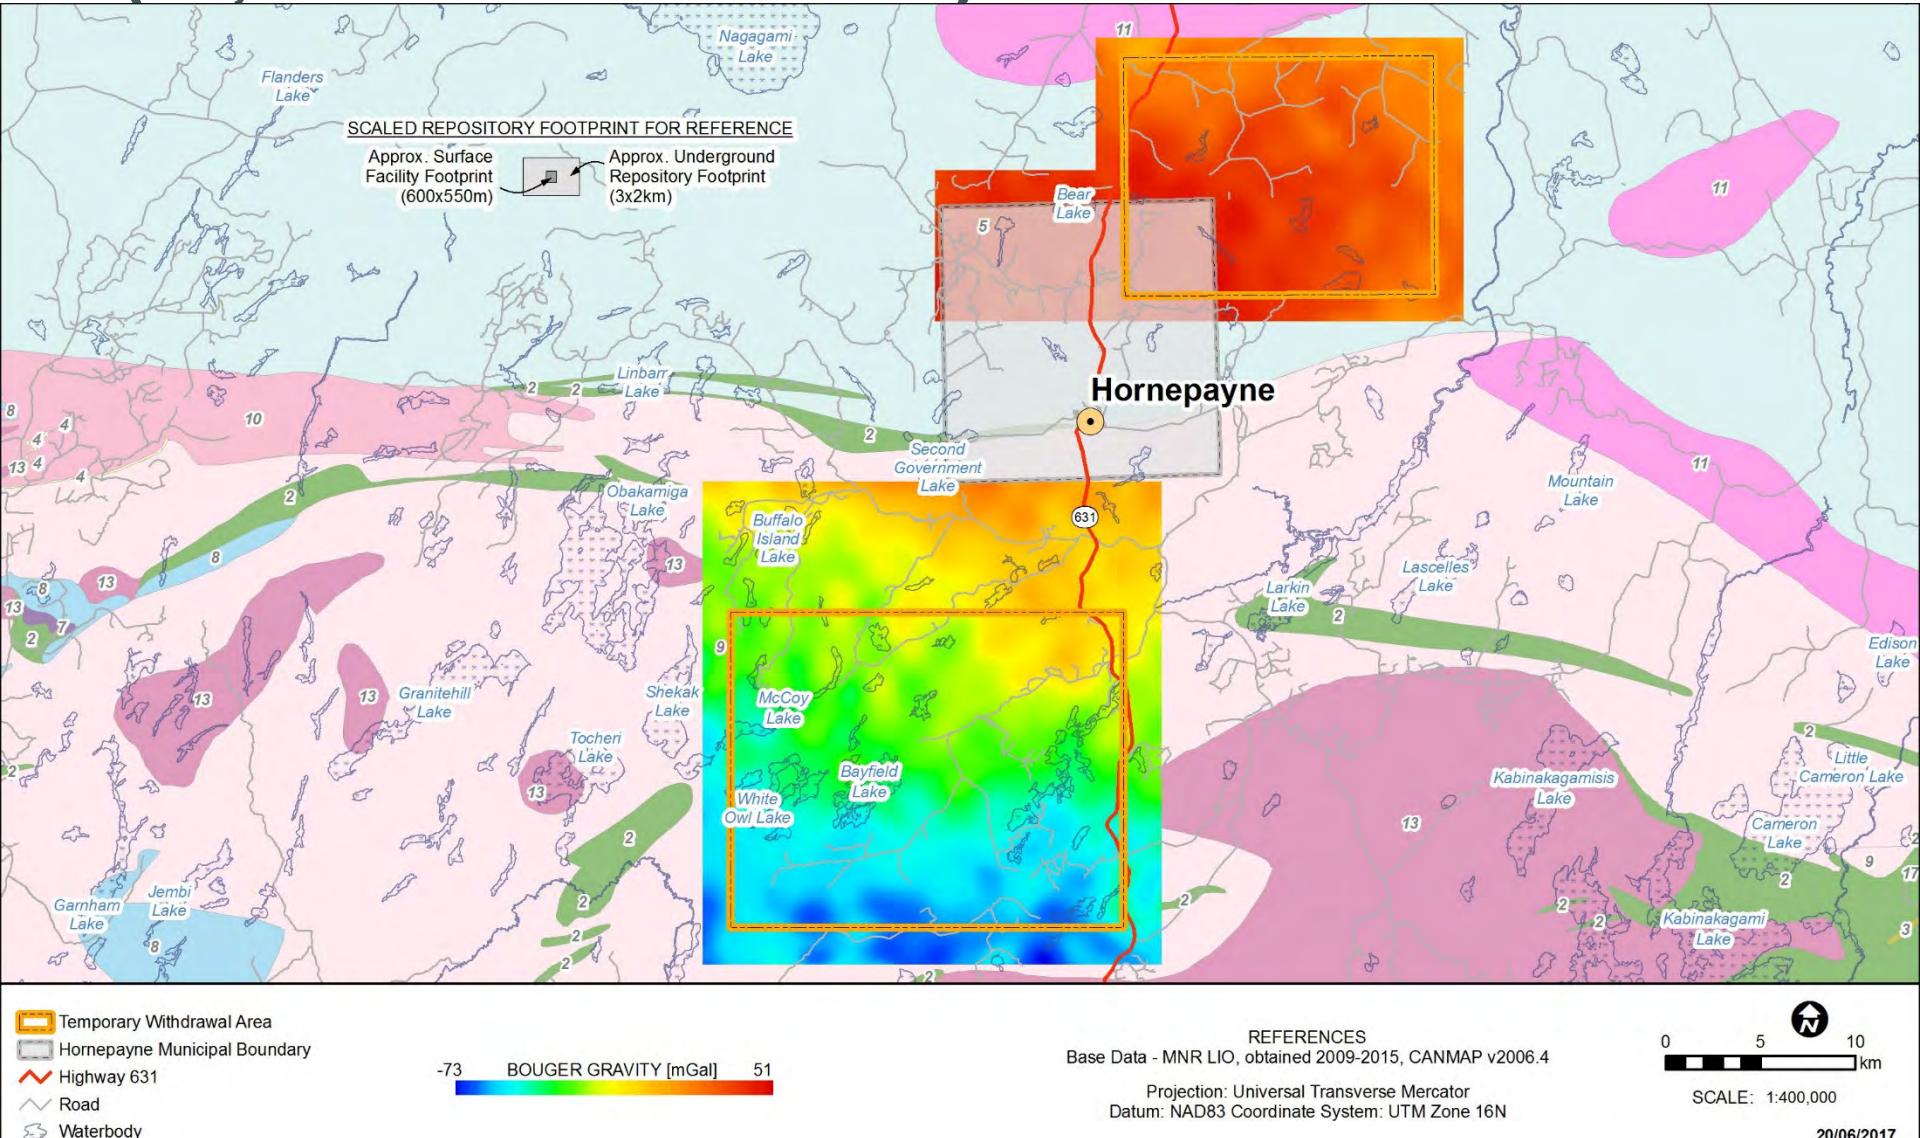 Nagagami
Lake
11
Flanders
Lake
SCALED REPOSITORY FOOTPRINT FOR REFERENCE
Approx. Surface
Facility Footprint
(600x550m)
Approx. Underground
Repository Footprint
(3x2km)
Bear
Lake
5
11
Linbarr
Lake
2
2
Hornepayne
8
4
4
10
2
13
4
4
Second
Government
Lake
11
Mountain
Lake
2
Obakamiga
Lake
Buffalo
Island
Lake
631
8
8
13
13
Lascelles
Lake
Larkin
Lake
2
13
7
2
9
Edison
Lake
13
13
Granitehill
Lake
Shekak
Lake
McCoy
Lake
2
Tocheri
Lake
13
Bayfield
Lake
White
Owl Lake
Kabinakagamisis
Lake
2
Little
Cameron Lake
2
13
Cameron
Lake
2
9
17
2
Jembi
Lake
Garnham
Lake
8
2
2
2
2
2
2
2
Kabinakagami
Lake
3
2
Temporary Withdrawal Area
Hornepayne Municipal Boundary
Highway 631
Road
Waterbody
-73 BOUGER GRAVITY [mGal] 51
REFERENCES
Base Data - MNR LIO, obtained 2009-2015, CANMAP v2006.4
Projection: Universal Transverse Mercator
Datum: NAD83 Coordinate System: UTM Zone 16N
N
0 5 10
km
SCALE: 1:400,000
20/06/2017